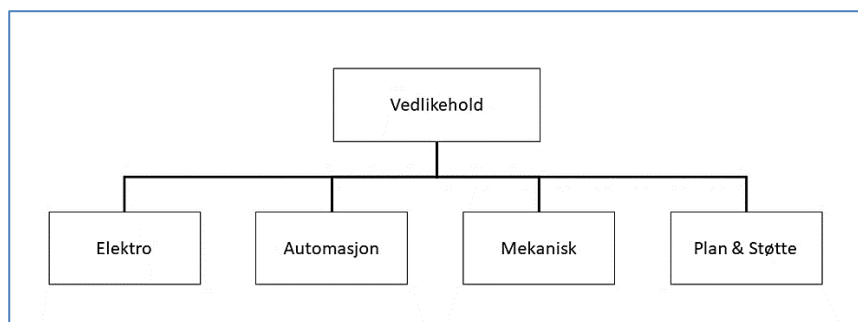 Vedlikehold
Elektro
Automasjon
Mekanisk
Plan & Støtte